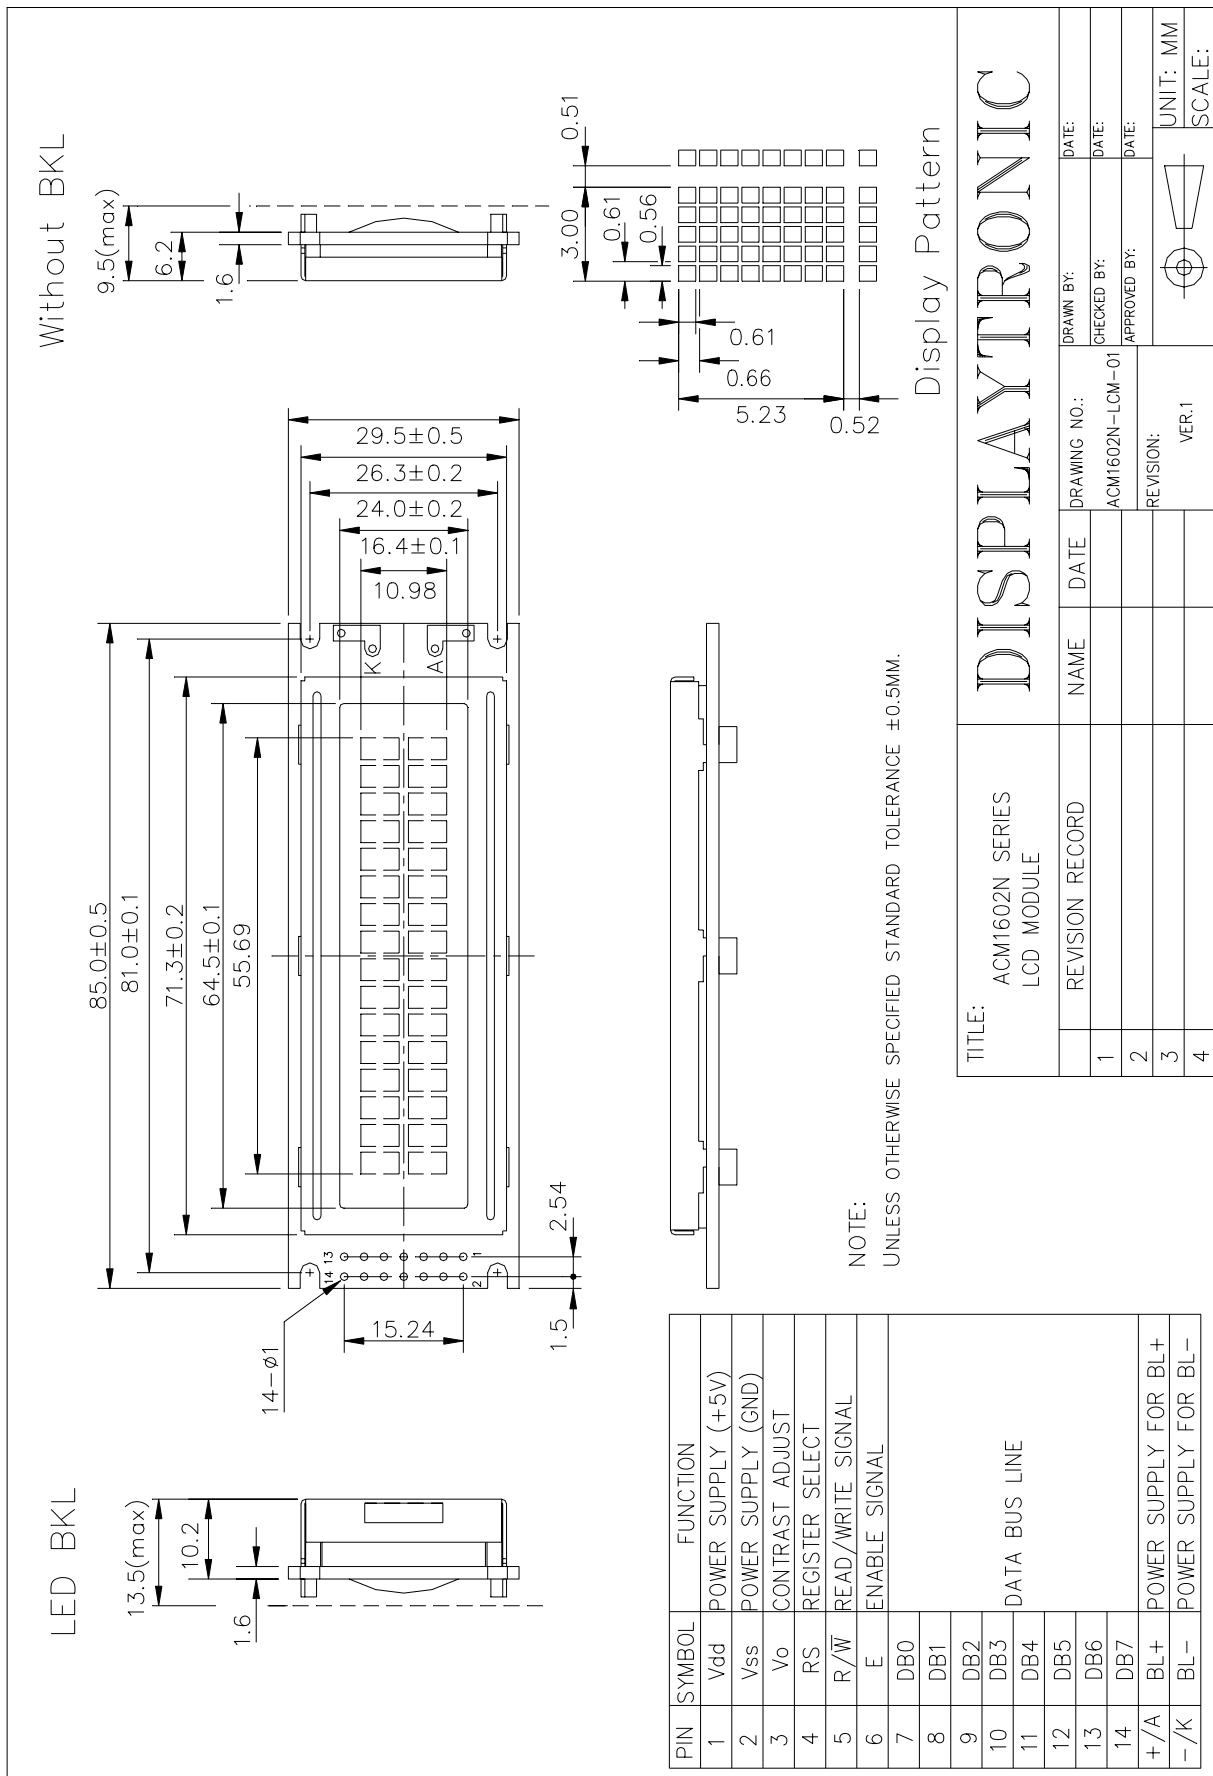 LED BKL
13.5(max)
10.2
1.6
85.0±0.5
81.0±0.1
71.3±0.2
64.5±0.1
55.69
14-ø1
14 13
2 1
K
A
15.24
1.5
2.54
29.5±0.5
26.3±0.2
24.0±0.2
16.4±0.1
10.98
Without BKL
9.5(max)
6.2
1.6
3.00
0.51
0.61
0.56
0.61
0.66
5.23
0.52
Display Pattern
NOTE:
UNLESS OTHERWISE SPECIFIED STANDARD TOLERANCE ±0.5MM.
PIN SYMBOL FUNCTION
1 Vdd POWER SUPPLY (+5V)
2 Vss POWER SUPPLY (GND)
3 Vo CONTRAST ADJUST
4 RS REGISTER SELECT
5 R/W̅ READ/WRITE SIGNAL
6 E ENABLE SIGNAL
7 DB0
8 DB1
9 DB2
10 DB3 DATA BUS LINE
11 DB4
12 DB5
13 DB6
14 DB7
+/A BL+ POWER SUPPLY FOR BL+
-/K BL- POWER SUPPLY FOR BL-
TITLE:
ACM1602N SERIES
LCD MODULE
DISPLAYTRONIC
REVISION RECORD NAME DATE
1
2
3
4
DRAWING NO.:
ACM1602N-LCM-01
REVISION:
VER.1
DRAWN BY: DATE:
CHECKED BY: DATE:
APPROVED BY: DATE:
UNIT: MM
SCALE: